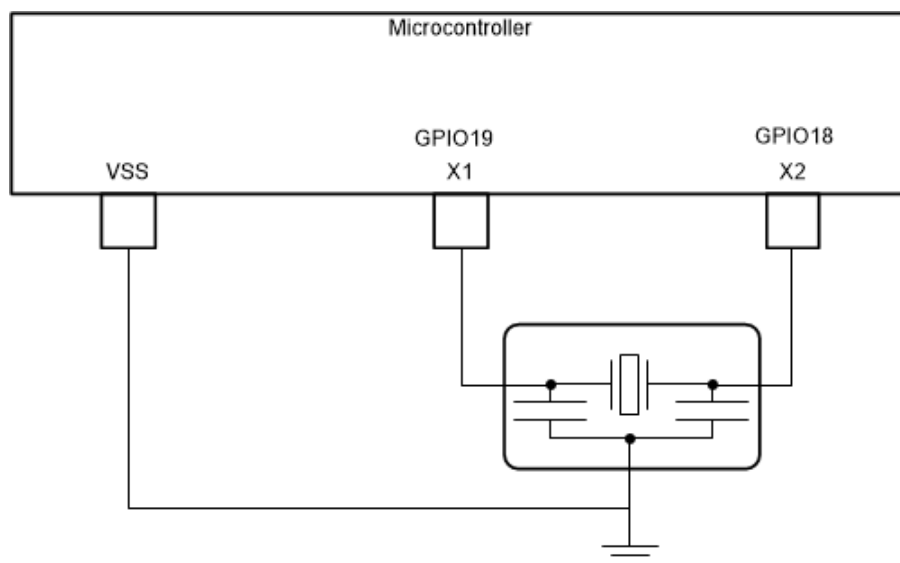 Microcontroller
GPIO19
GPIO18
VSS
X1
X2